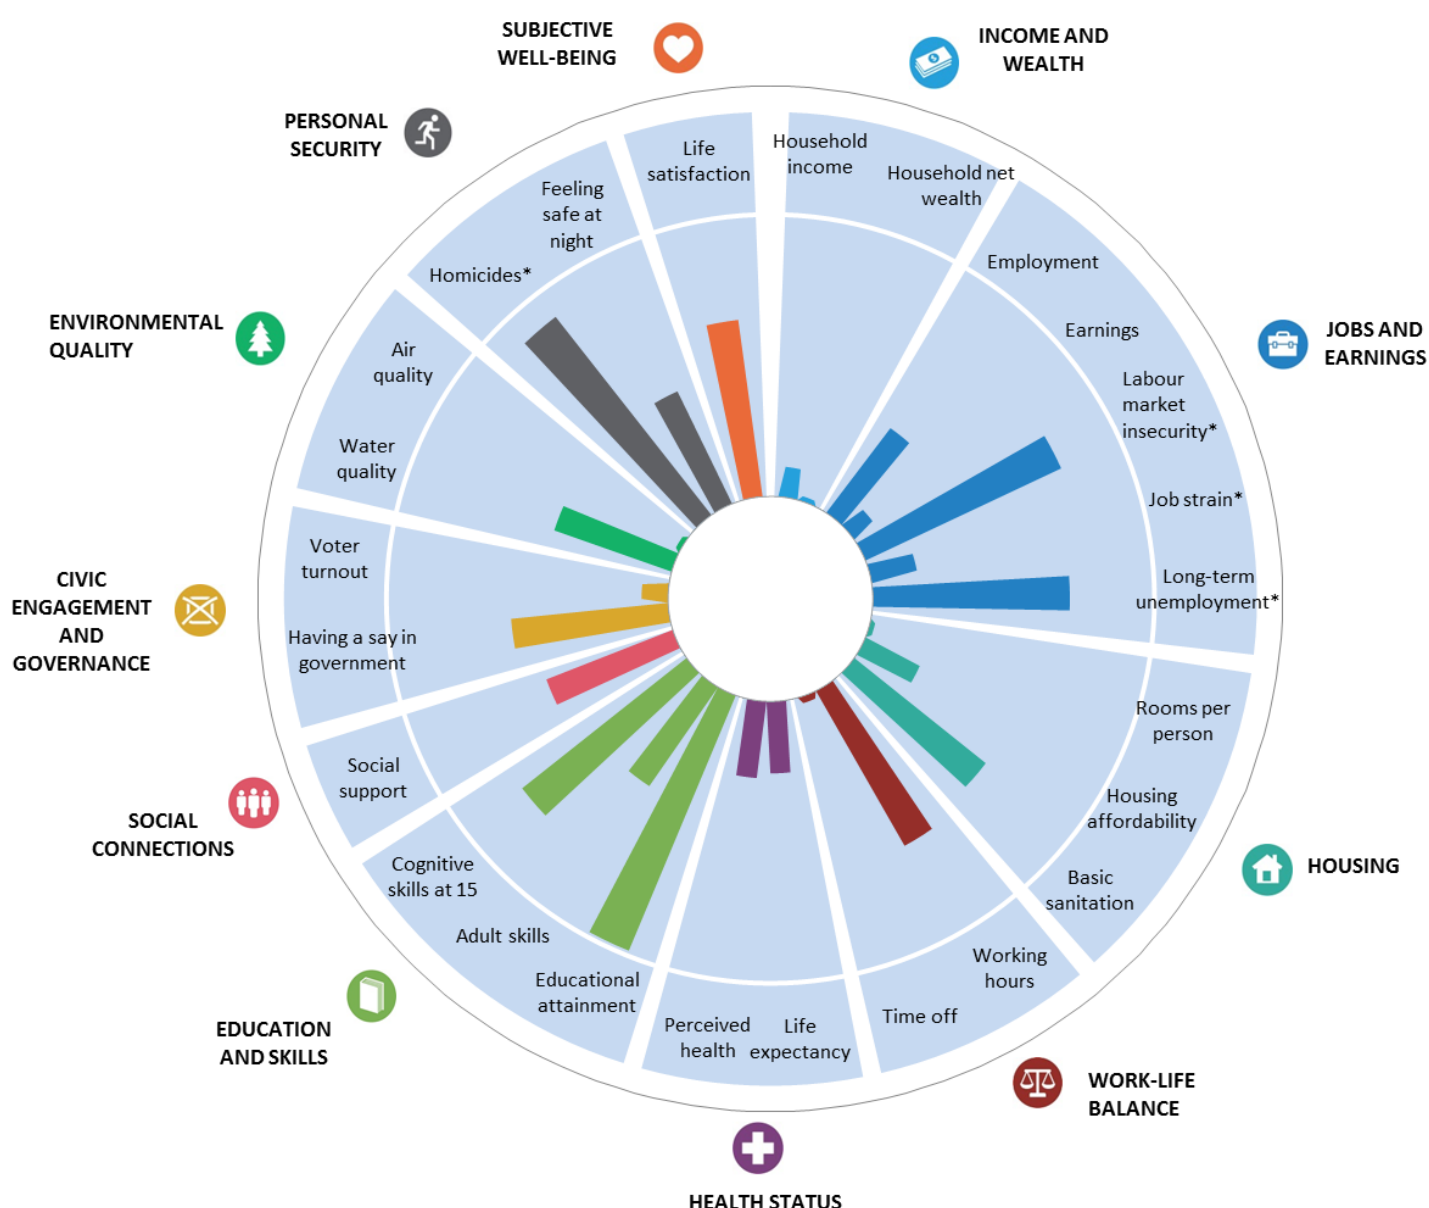 SUBJECTIVE
WELL-BEING
INCOME AND
WEALTH
PERSONAL
SECURITY
ENVIRONMENTAL
QUALITY
CIVIC
ENGAGEMENT
AND
GOVERNANCE
SOCIAL
CONNECTIONS
EDUCATION
AND SKILLS
HEALTH STATUS
WORK-LIFE
BALANCE
HOUSING
JOBS AND
EARNINGS
Life
satisfaction
Household
income
Household net
wealth
Employment
Earnings
Labour
market
insecurity*
Job strain*
Long-term
unemployment*
Rooms per
person
Housing
affordability
Basic
sanitation
Working
hours
Time off
Life
expectancy
Perceived
health
Educational
attainment
Adult skills
Cognitive
skills at 15
Social
support
Having a say in
government
Voter
turnout
Water
quality
Air
quality
Homicides*
Feeling
safe at
night